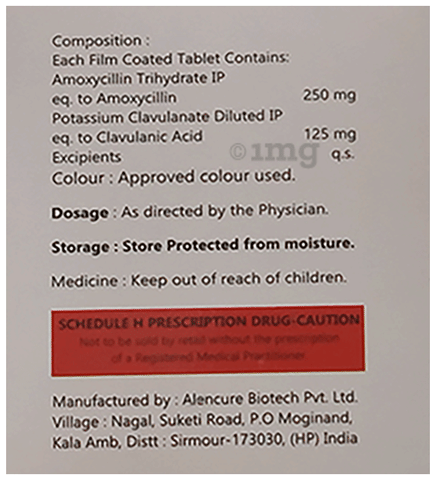 Composition :
Each Film Coated Tablet Contains:
Amoxycillin Trihydrate IP
eq. to Amoxycillin 250 mg
Potassium Clavulanate Diluted IP
eq. to Clavulanic Acid 125 mg
©1mg
Excipients q.s.
Colour : Approved colour used.
Dosage : As directed by the Physician.
Storage : Store Protected from moisture.
Medicine : Keep out of reach of children.
SCHEDULE H PRESCRIPTION DRUG-CAUTION
Not to be sold by retail without the prescription
of a Registered Medical Practitioner
Manufactured by : Alencure Biotech Pvt. Ltd.
Village : Nagal, Suketi Road, P.O Moginand,
Kala Amb, Distt : Sirmour-173030, (HP) India